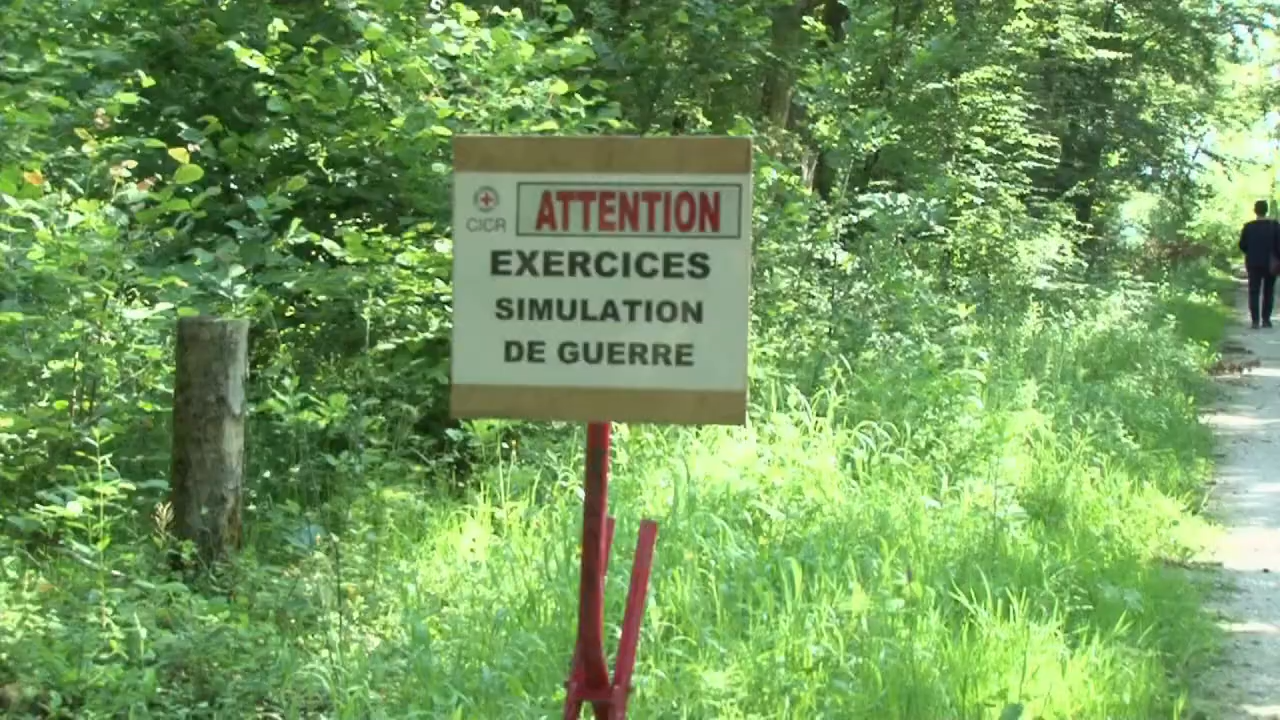 ATTENTION
CICR
EXERCICES
SIMULATION
DE GUERRE